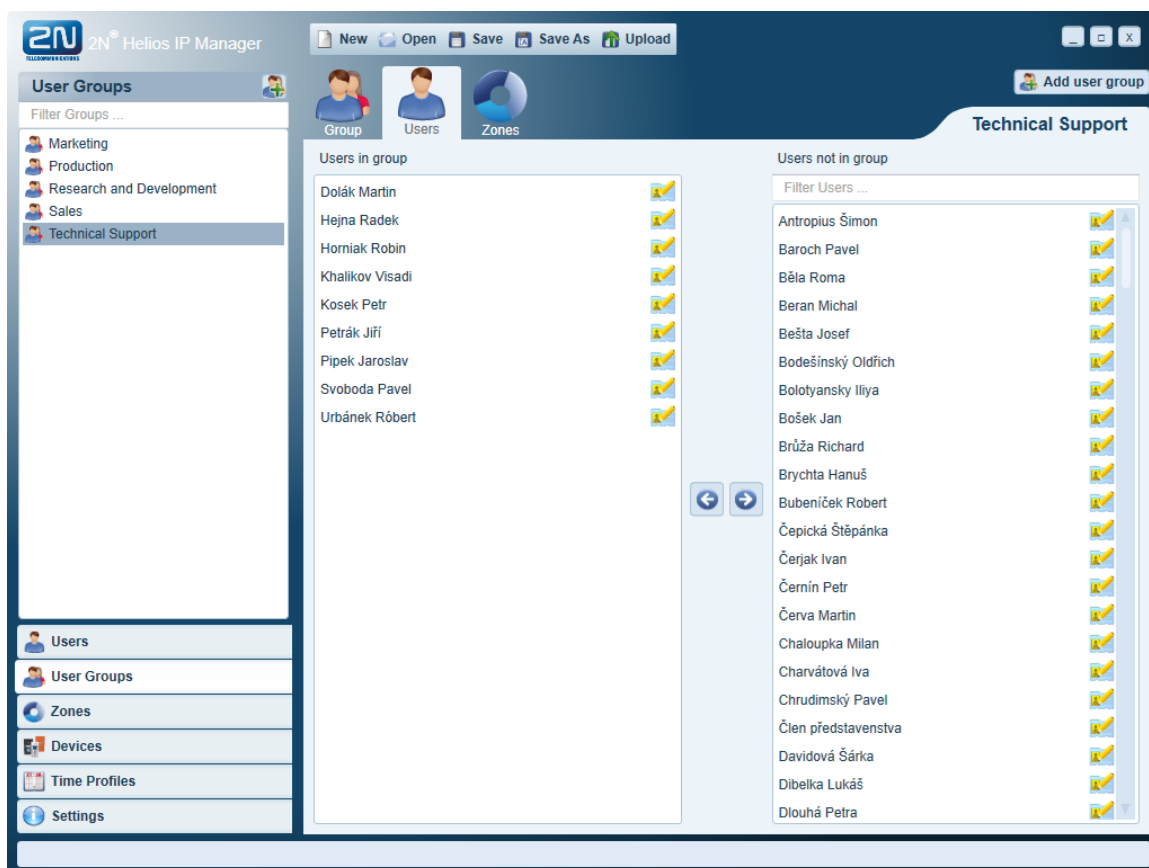 2N
TELECOMMUNICATIONS
2N® Helios IP Manager
New Open Save Save As Upload
_ □ X
User Groups
Filter Groups ...
Marketing
Production
Research and Development
Sales
Technical Support
Users
User Groups
Zones
Devices
Time Profiles
Settings
Group Users Zones
Add user group
Technical Support
Users in group
Dolák Martin
Hejna Radek
Horniak Robin
Khalikov Visadi
Kosek Petr
Petrák Jiří
Pipek Jaroslav
Svoboda Pavel
Urbánek Róbert
Users not in group
Filter Users ...
Antropius Šimon
Baroch Pavel
Běla Roma
Beran Michal
Bešta Josef
Bodešínský Oldřich
Bolotyansky Iliya
Bošek Jan
Brůža Richard
Brychta Hanuš
Bubeníček Robert
Čepická Štěpánka
Čerjak Ivan
Černín Petr
Červa Martin
Chaloupka Milan
Charvátová Iva
Chrudimský Pavel
Člen představenstva
Davidová Šárka
Dibelka Lukáš
Dlouhá Petra